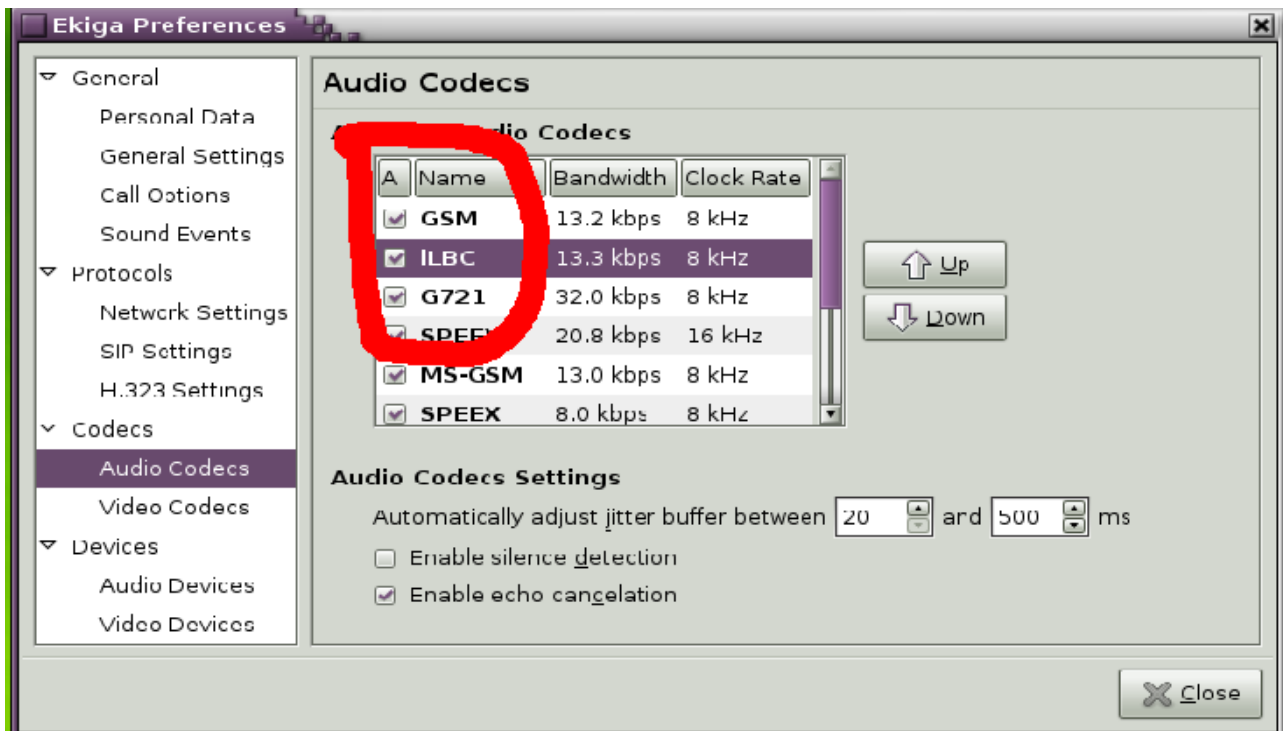 Ekiga Preferences
General
Personal Data
General Settings
Call Options
Sound Events
Protocols
Network Settings
SIP Settings
H.323 Settings
Codecs
Audio Codecs
Video Codecs
Devices
Audio Devices
Video Devices
Audio Codecs
Codecs
A Name Bandwidth Clock Rate
GSM 13.2 kbps 8 kHz
iLBC 13.3 kbps 8 kHz
G721 32.0 kbps 8 kHz
SPEEX 20.8 kbps 16 kHz
MS-GSM 13.0 kbps 8 kHz
SPEEX 8.0 kbps 8 kHz
Up
Down
Audio Codecs Settings
Automatically adjust jitter buffer between 20 and 500 ms
Enable silence detection
Enable echo cancelation
Close